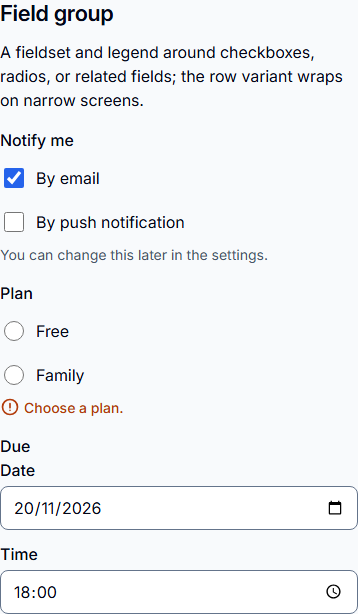 Field group
A fieldset and legend around checkboxes,
radios, or related fields; the row variant wraps
on narrow screens.
Notify me
By email
By push notification
You can change this later in the settings.
Plan
Free
Family
Choose a plan.
Due
Date
20/11/2026
Time
18:00